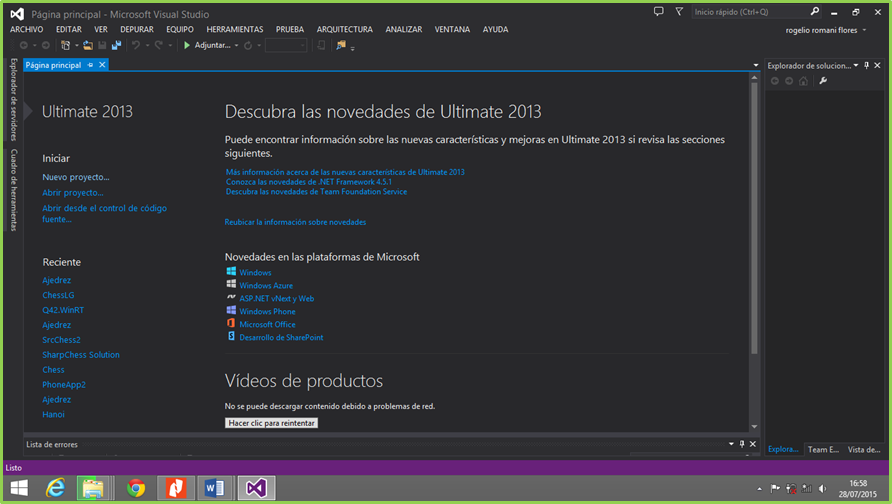 Página principal - Microsoft Visual Studio
Inicio rápido (Ctrl+Q)
ARCHIVO EDITAR VER DEPURAR EQUIPO HERRAMIENTAS PRUEBA ARQUITECTURA ANALIZAR VENTANA AYUDA
rogelio romani flores
Adjuntar...
Explorador de servidores
Cuadro de herramientas
Página principal
Explorador de solucion...
Ultimate 2013
Iniciar
Nuevo proyecto...
Abrir proyecto...
Abrir desde el control de código
fuente...
Reciente
Ajedrez
ChessLG
Q42.WinRT
Ajedrez
SrcChess2
SharpChess Solution
Chess
PhoneApp2
Ajedrez
Hanoi
Descubra las novedades de Ultimate 2013
Puede encontrar información sobre las nuevas características y mejoras en Ultimate 2013 si revisa las secciones
siguientes.
Más información acerca de las nuevas características de Ultimate 2013
Conozca las novedades de .NET Framework 4.5.1
Descubra las novedades de Team Foundation Service
Reubicar la información sobre novedades
Novedades en las plataformas de Microsoft
Windows
Windows Azure
ASP.NET vNext y Web
Windows Phone
Microsoft Office
Desarrollo de SharePoint
Vídeos de productos
No se puede descargar contenido debido a problemas de red.
Hacer clic para reintentar
Lista de errores
Explora... Team E... Vista de...
Listo
16:58
28/07/2015